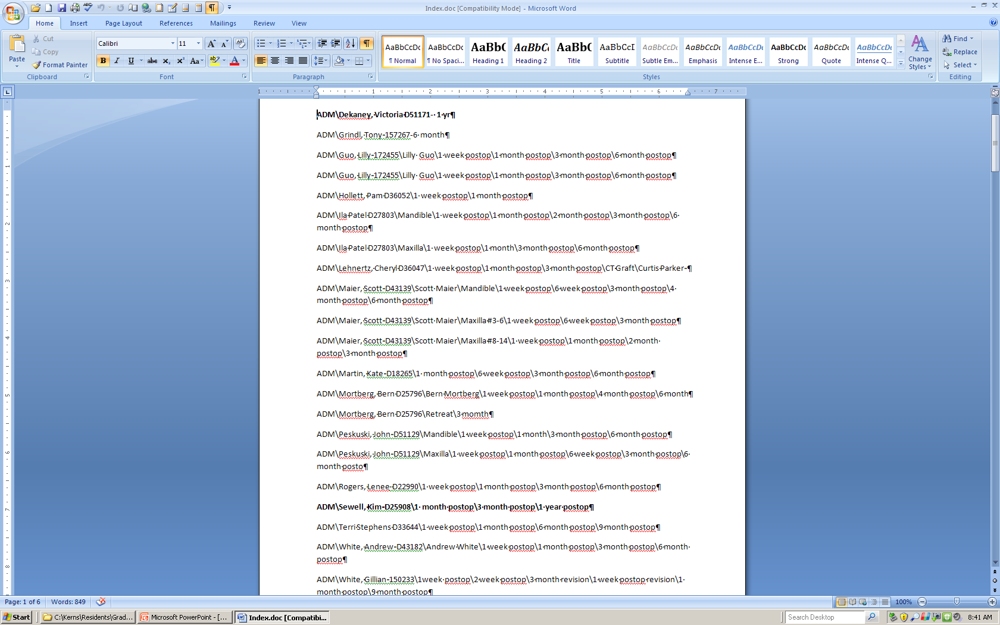 Index.doc [Compatibility Mode] - Microsoft Word
Home Insert Page Layout References Mailings Review View
Paste
Cut
Copy
Format Painter
Clipboard
Calibri 11
B I U abc x₂ x² Aa
Font
Paragraph
AaBbCcDc AaBbCcDc AaBbC AaBbCc AaBbC AaBbCcI AaBbCcDc AaBbCcDc AaBbCcDc AaBbCcDc AaBbCcDc AaBbCcDc
¶ Normal ¶ No Spaci... Heading 1 Heading 2 Title Subtitle Subtle Em... Emphasis Intense E... Strong Quote Intense Q...
Change Styles
Styles
Find
Replace
Select
Editing
1 1 2 3 4 5 6 7
ADM\Dekaney,·Victoria·D51171-·1·yr¶
ADM\Grindl,·Tony-157267-6·month¶
ADM\Guo,·Lilly-172455\Lilly·Guo\1·week·postop\1·month·postop\3·month·postop\6·month·postop¶
ADM\Guo,·Lilly-172455\Lilly·Guo\1·week·postop\1·month·postop\3·month·postop\6·month·postop¶
ADM\Hollett,·Pam·D36052\1·week·postop\1·month·postop¶
ADM\Ila·Patel·D27803\Mandible\1·week·postop\1·month·postop\2·month·postop\3·month·postop\6·
month·postop¶
ADM\Ila·Patel·D27803\Maxilla\1·week·postop\1·month\3·month·postop\6·month·postop¶
ADM\Lehnertz,·Cheryl·D36047\1·week·postop\1·month·postop\3·month·postop\CT·Graft\Curtis·Parker-¶
ADM\Maier,·Scott-D43139\Scott·Maier\Mandible\1·week·postop\6·week·postop\3·month·postop\4·
month·postop\6·month·postop¶
ADM\Maier,·Scott-D43139\Scott·Maier\Maxilla#3-6\1·week·postop\6·week·postop\3·month·postop¶
ADM\Maier,·Scott-D43139\Scott·Maier\Maxilla#8-14\1·week·postop\1·month·postop\2·month·
postop\3·month·postop¶
ADM\Martin,·Kate-D18265\1·month·postop\6·week·postop\3·month·postop\6·month·postop¶
ADM\Mortberg,·Bern·D25796\Bern·Mortberg\1·week·postop\1·month·postop\4·month·postop\6·month¶
ADM\Mortberg,·Bern·D25796\Retreat\3·momth¶
ADM\Peskuski,·John-D51129\Mandible\1·week·postop\1·month\3·month·postop\6·month·postop¶
ADM\Peskuski,·John-D51129\Maxilla\1·week·postop\1·month·postop\6·week·postop\3·month·postop\6·
month·posto¶
ADM\Rogers,·Lenee·D22990\1·week·postop\1·month·postop\3·month·postop\6·month·postop¶
ADM\Sewell,·Kim-D25908\1·month·postop\3·month·postop\1·year·postop¶
ADM\Terri·Stephens·D33644\1·week·postop\1·month·postop\6·month·postop\9·month·postop¶
ADM\White,·Andrew-D43182\Andrew·White\1·week·postop\1·month·postop\3·month·postop\6·month·
postop¶
ADM\White,·Gillian-150233\1week·postop\2·week·postop\3·month·revision\1·week·postop·revision\1·
month·postop\9·month·postop¶
Page: 1 of 6 Words: 849 100%
Start C:\Kerns\Residents\Grad... Microsoft PowerPoint - [... Index.doc [Compatibi... Search Desktop 8:41 AM